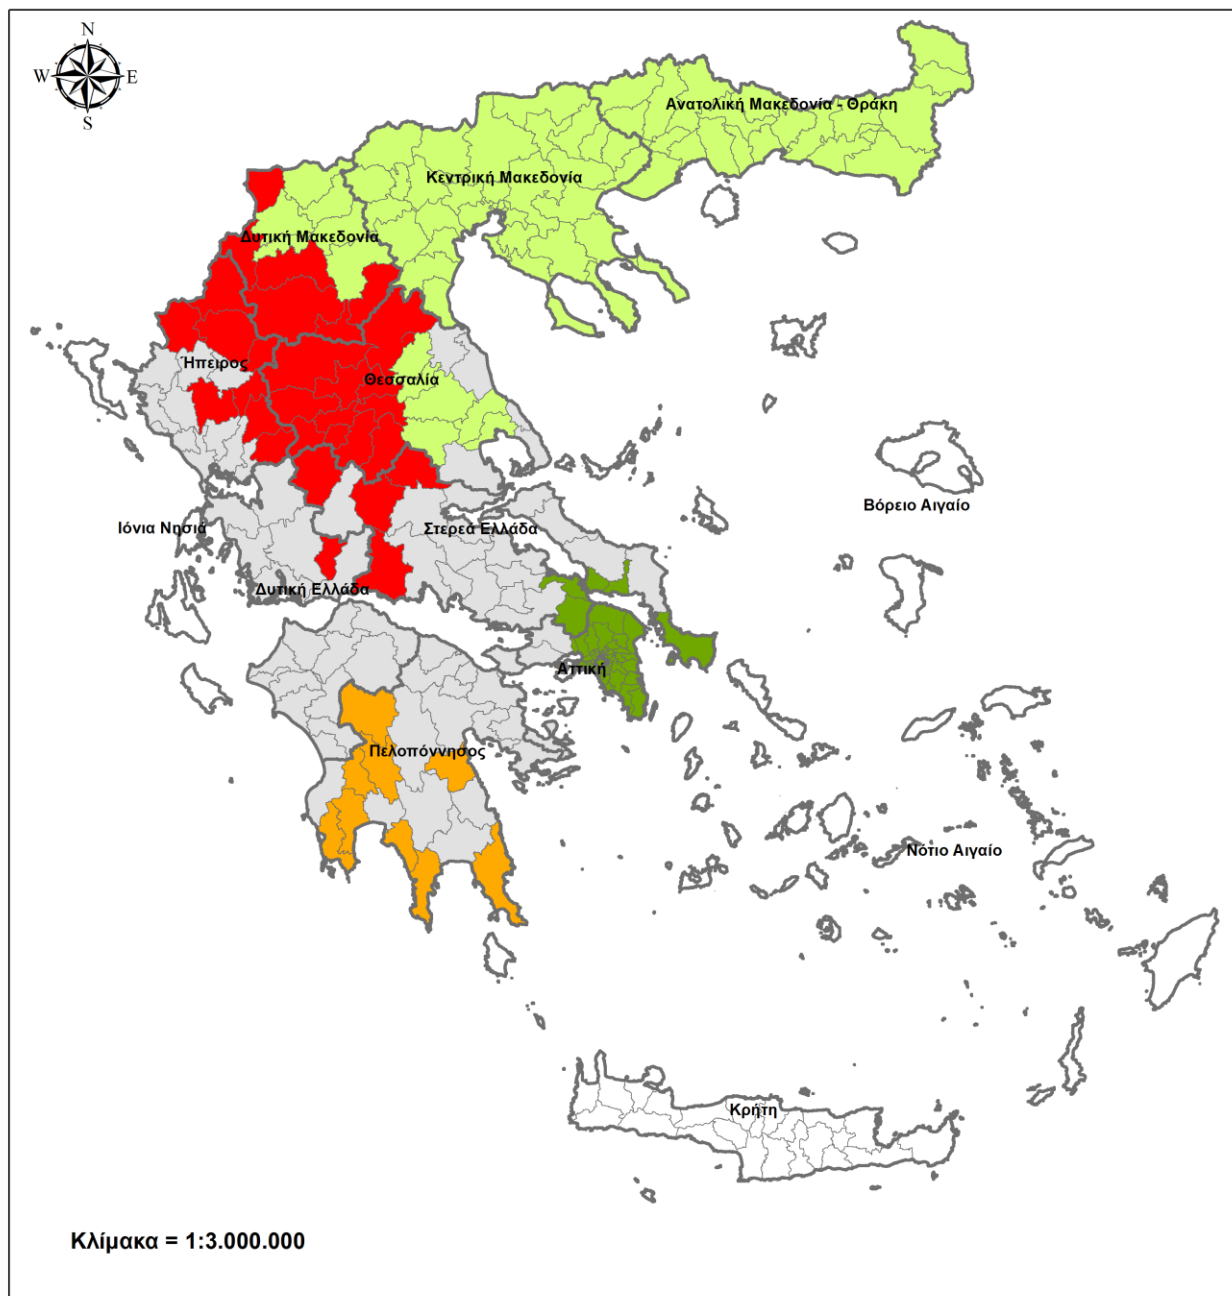 N
W E
S
Ανατολική Μακεδονία - Θράκη
Κεντρική Μακεδονία
Δυτική Μακεδονία
Ήπειρος
Θεσσαλία
Βόρειο Αιγαίο
Ιόνια Νησιά
Στερεά Ελλάδα
Δυτική Ελλάδα
Αττική
Πελοπόννησος
Νότιο Αιγαίο
Κρήτη
Κλίμακα = 1:3.000.000